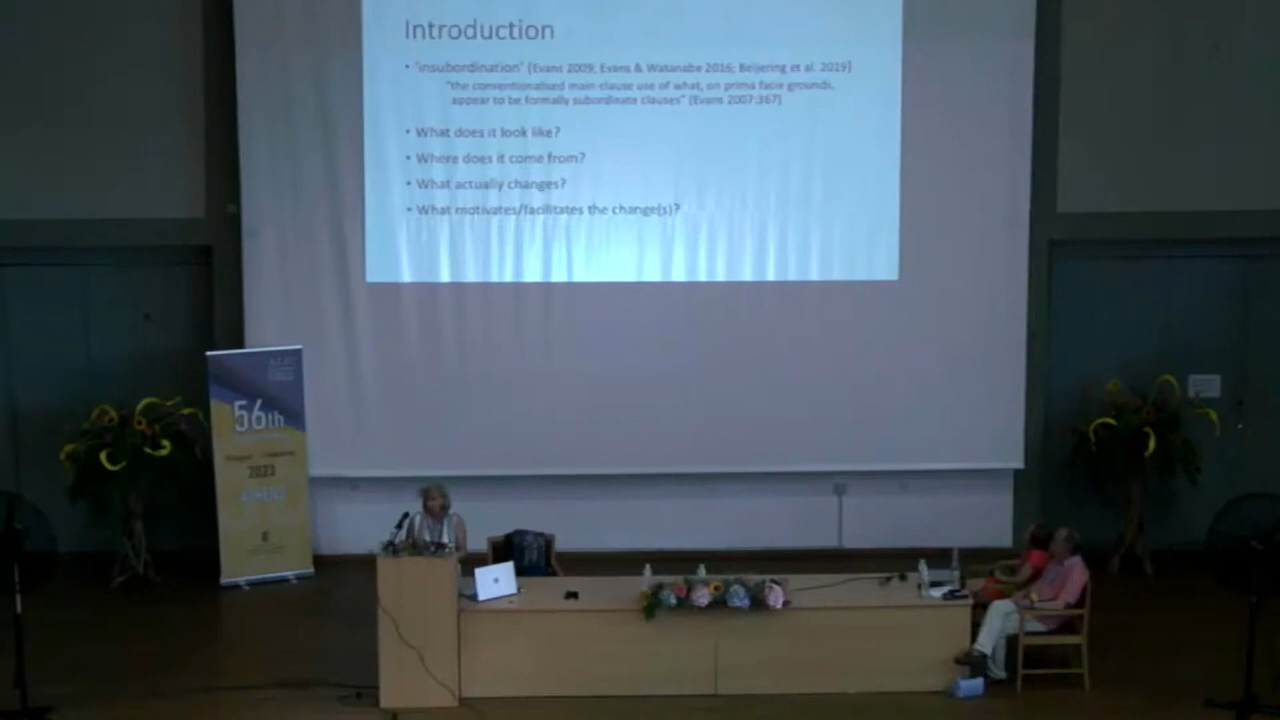 Introduction
• 'insubordination' (Evans 2009; Evans & Watanabe 2016; Beijering et al. 2019)
"the conventionalised main-clause use of what, on prima facie grounds,
appear to be formally subordinate clauses" (Evans 2007:367)
• What does it look like?
• Where does it come from?
• What actually changes?
• What motivates/facilitates the change(s)?
56th
2023
ATHENS